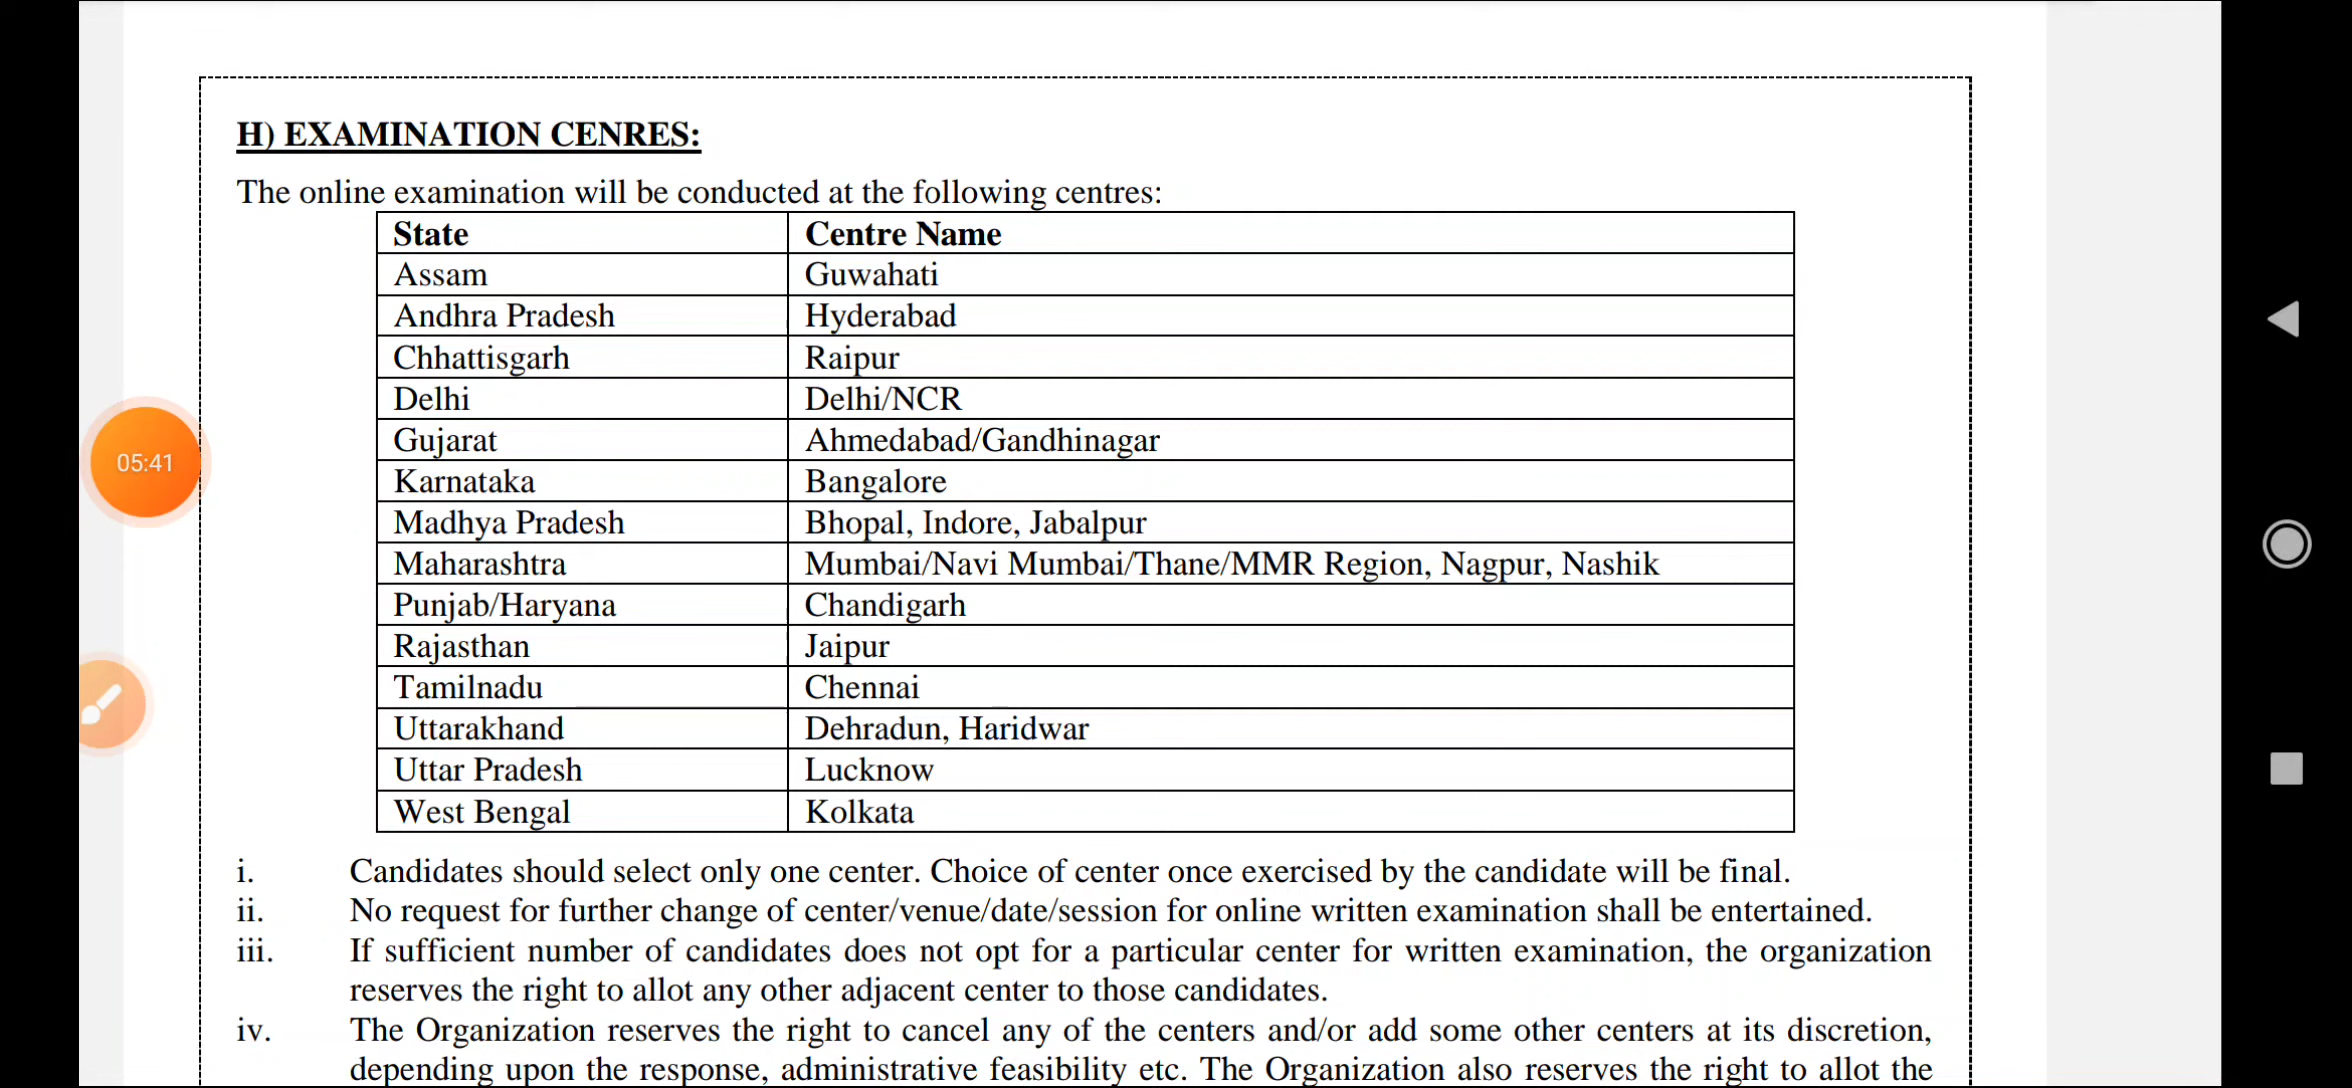 H) EXAMINATION CENRES:
The online examination will be conducted at the following centres:
State Centre Name
Assam Guwahati
Andhra Pradesh Hyderabad
Chhattisgarh Raipur
Delhi Delhi/NCR
Gujarat Ahmedabad/Gandhinagar
05:41
Karnataka Bangalore
Madhya Pradesh Bhopal, Indore, Jabalpur
Maharashtra Mumbai/Navi Mumbai/Thane/MMR Region, Nagpur, Nashik
Punjab/Haryana Chandigarh
Rajasthan Jaipur
Tamilnadu Chennai
Uttarakhand Dehradun, Haridwar
Uttar Pradesh Lucknow
West Bengal Kolkata
i. Candidates should select only one center. Choice of center once exercised by the candidate will be final.
ii. No request for further change of center/venue/date/session for online written examination shall be entertained.
iii. If sufficient number of candidates does not opt for a particular center for written examination, the organization
reserves the right to allot any other adjacent center to those candidates.
iv. The Organization reserves the right to cancel any of the centers and/or add some other centers at its discretion,
depending upon the response, administrative feasibility etc. The Organization also reserves the right to allot the